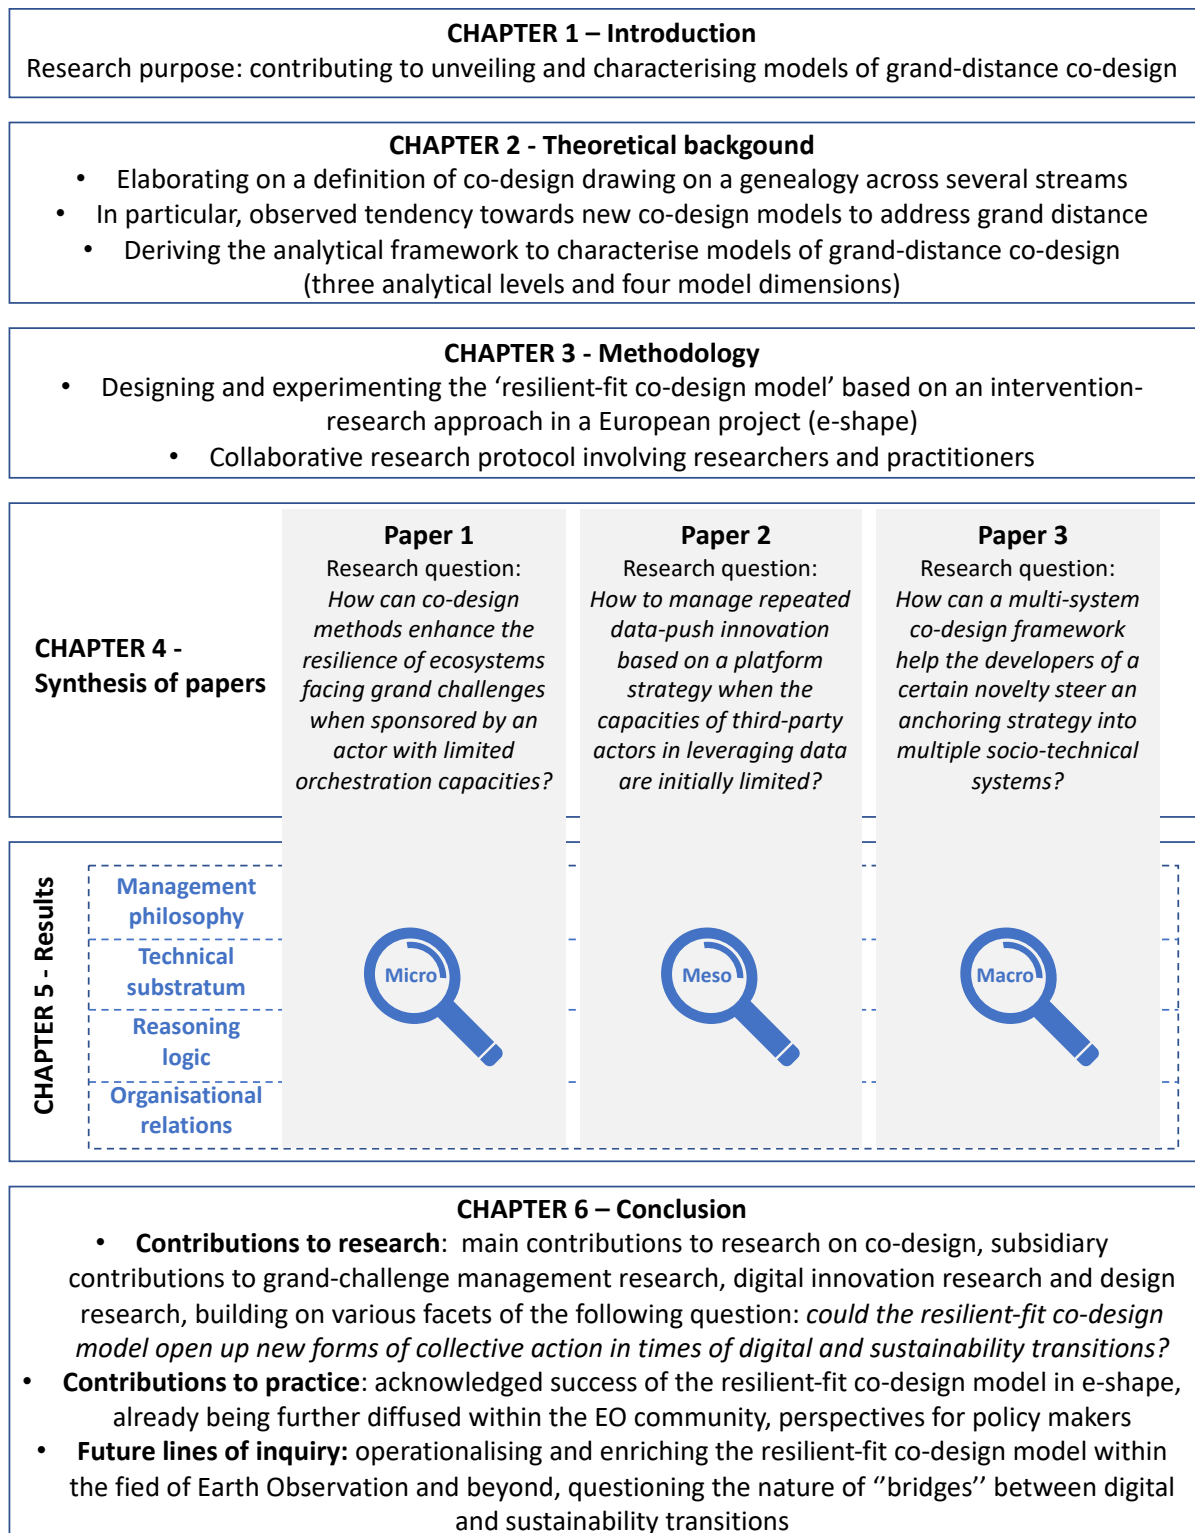 CHAPTER 1 – Introduction
Research purpose: contributing to unveiling and characterising models of grand-distance co-design
CHAPTER 2 - Theoretical backgound
• Elaborating on a definition of co-design drawing on a genealogy across several streams
• In particular, observed tendency towards new co-design models to address grand distance
• Deriving the analytical framework to characterise models of grand-distance co-design
(three analytical levels and four model dimensions)
CHAPTER 3 - Methodology
• Designing and experimenting the ‘resilient-fit co-design model’ based on an intervention-
research approach in a European project (e-shape)
• Collaborative research protocol involving researchers and practitioners
CHAPTER 4 -
Synthesis of papers
Paper 1
Research question:
How can co-design
methods enhance the
resilience of ecosystems
facing grand challenges
when sponsored by an
actor with limited
orchestration capacities?
Paper 2
Research question:
How to manage repeated
data-push innovation
based on a platform
strategy when the
capacities of third-party
actors in leveraging data
are initially limited?
Paper 3
Research question:
How can a multi-system
co-design framework
help the developers of a
certain novelty steer an
anchoring strategy into
multiple socio-technical
systems?
CHAPTER 5 - Results
Management
philosophy
Technical
substratum
Reasoning
logic
Organisational
relations
Micro
Meso
Macro
CHAPTER 6 – Conclusion
• Contributions to research: main contributions to research on co-design, subsidiary
contributions to grand-challenge management research, digital innovation research and design
research, building on various facets of the following question: could the resilient-fit co-design
model open up new forms of collective action in times of digital and sustainability transitions?
• Contributions to practice: acknowledged success of the resilient-fit co-design model in e-shape,
already being further diffused within the EO community, perspectives for policy makers
• Future lines of inquiry: operationalising and enriching the resilient-fit co-design model within
the fied of Earth Observation and beyond, questioning the nature of ‘‘bridges’’ between digital
and sustainability transitions